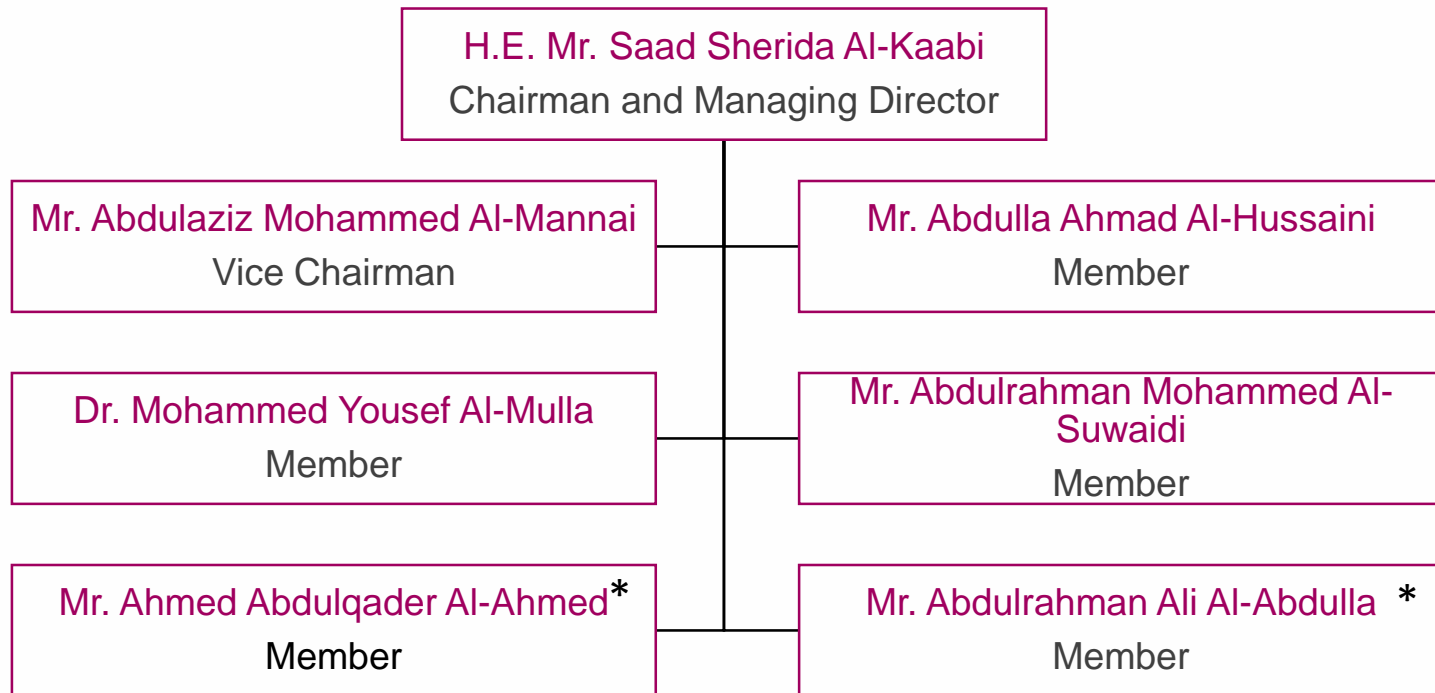 H.E. Mr. Saad Sherida Al-Kaabi
Chairman and Managing Director
Mr. Abdulaziz Mohammed Al-Mannai
Vice Chairman
Mr. Abdulla Ahmad Al-Hussaini
Member
Dr. Mohammed Yousef Al-Mulla
Member
Mr. Abdulrahman Mohammed Al-
Suwaidi
Member
Mr. Ahmed Abdulqader Al-Ahmed*
Member
Mr. Abdulrahman Ali Al-Abdulla *
Member